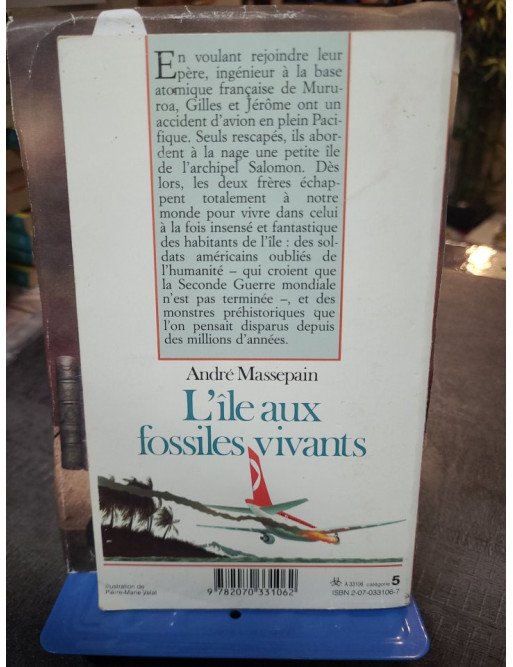 En voulant rejoindre leur
père, ingénieur à la base
atomique française de Muru-
roa, Gilles et Jérôme ont un
accident d'avion en plein Paci-
fique. Seuls rescapés, ils abor-
dent à la nage une petite île
de l'archipel Salomon. Dès
lors, les deux frères échap-
pent totalement à notre
monde pour vivre dans celui
à la fois insensé et fantastique
des habitants de l'île : des sol-
dats américains oubliés de
l'humanité – qui croient que
la Seconde Guerre mondiale
n'est pas terminée –, et des
monstres préhistoriques que
l'on pensait disparus depuis
des millions d'années.
André Massepain
L'île aux
fossiles vivants
Illustration de
Pierre-Marie Valat
9 782070 331062
A 33106 catégorie 5
ISBN 2-07-033106-7